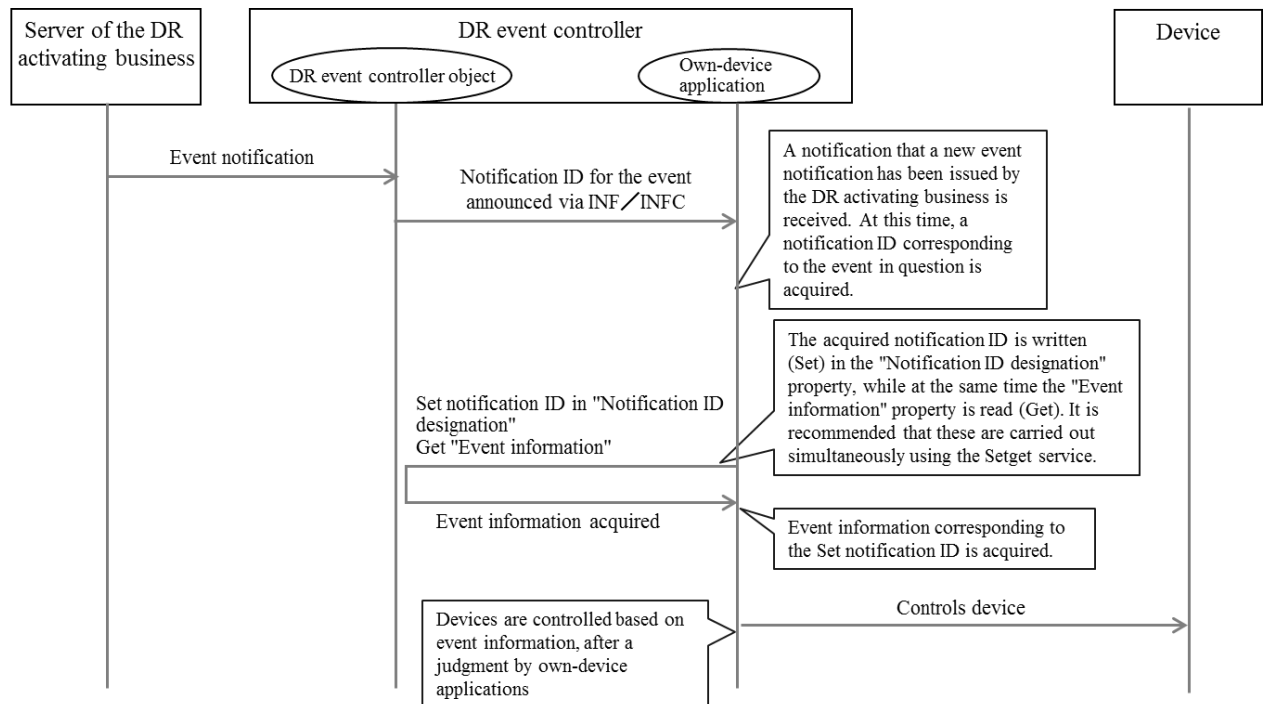 Server of the DR
activating business
DR event controller
DR event controller object
Own-device
application
Device
Event notification
Notification ID for the event
announced via INF／INFC
A notification that a new event
notification has been issued by
the DR activating business is
received. At this time, a
notification ID corresponding
to the event in question is
acquired.
The acquired notification ID is written
(Set) in the "Notification ID designation"
property, while at the same time the "Event
information" property is read (Get). It is
recommended that these are carried out
simultaneously using the Setget service.
Set notification ID in "Notification ID
designation"
Get "Event information"
Event information acquired
Event information corresponding to
the Set notification ID is acquired.
Controls device
Devices are controlled based on
event information, after a
judgment by own-device
applications